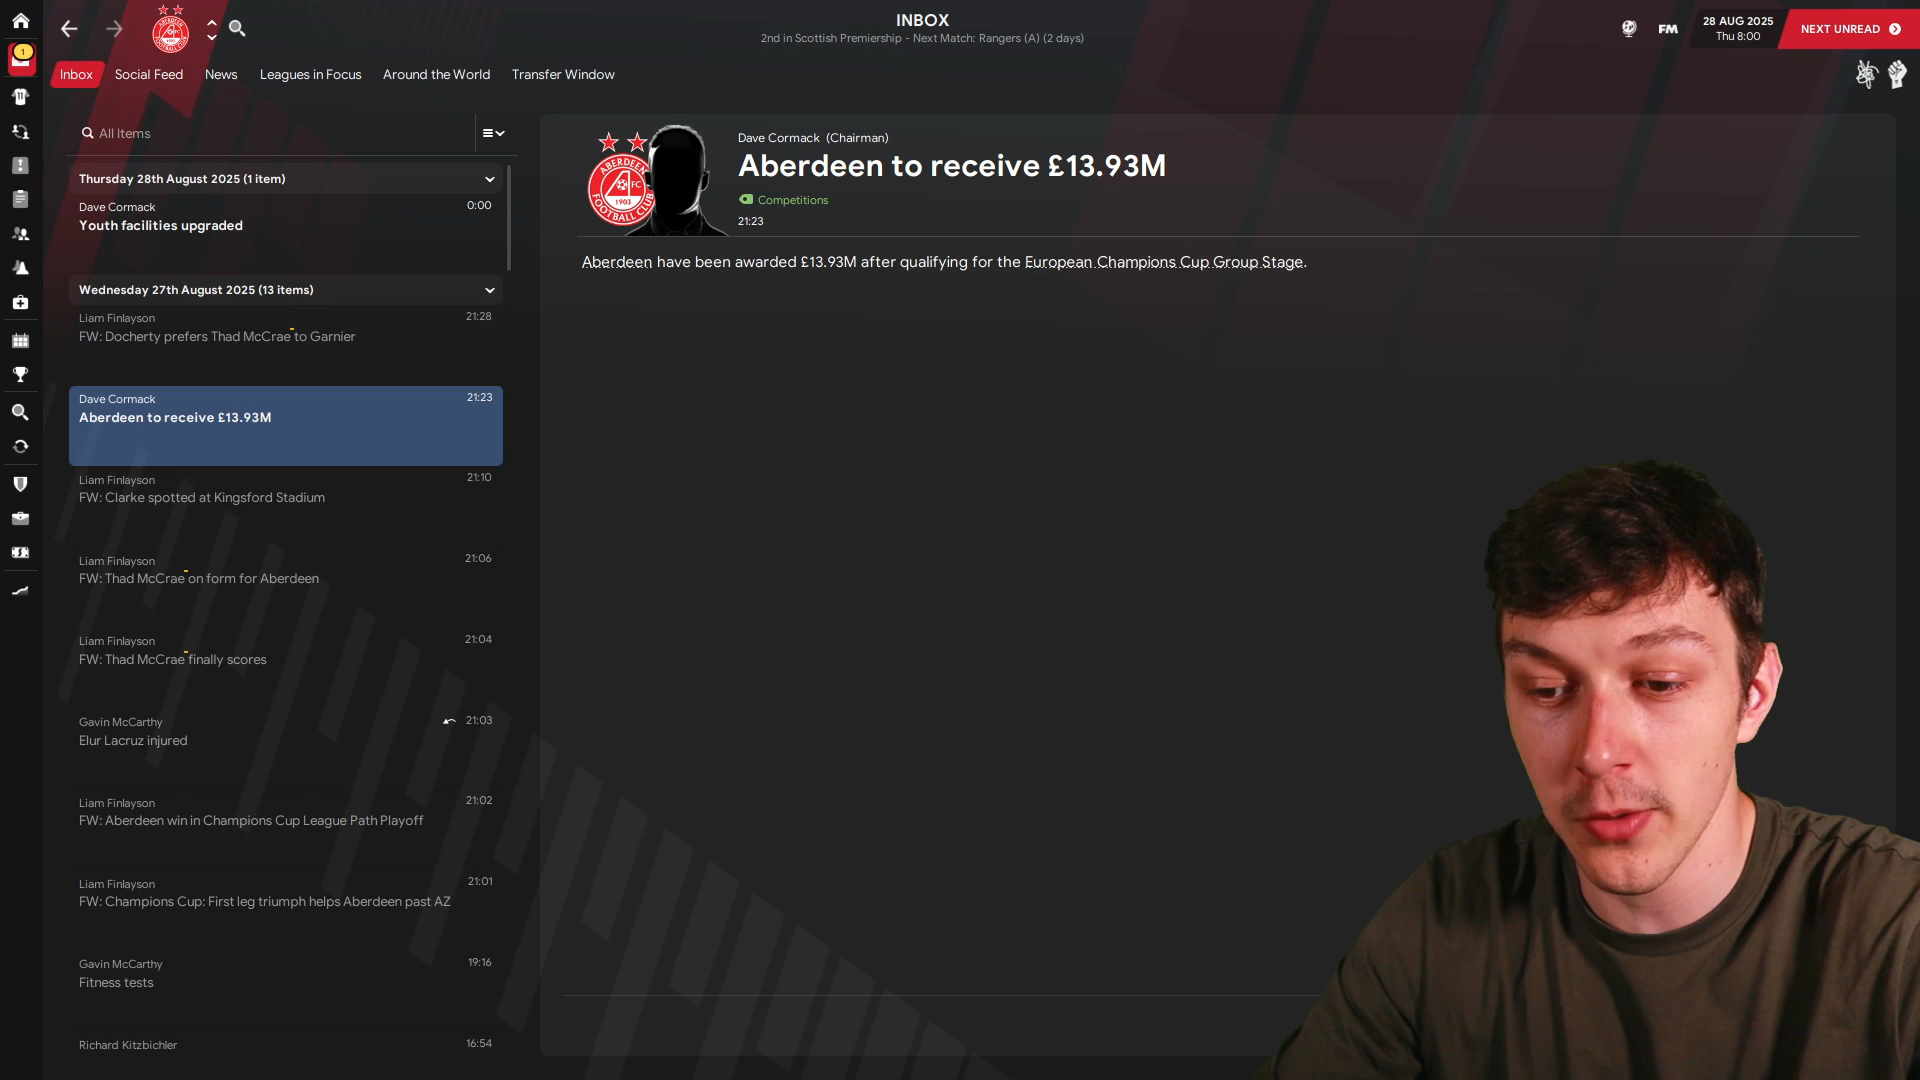 INBOX
2nd in Scottish Premiership - Next Match: Rangers (A) (2 days)
FM
28 AUG 2025
Thu 8:00
NEXT UNREAD
1
Inbox
Social Feed
News
Leagues in Focus
Around the World
Transfer Window
All Items
Thursday 28th August 2025 (1 item)
Dave Cormack 0:00
Youth facilities upgraded
Wednesday 27th August 2025 (13 items)
Liam Finlayson 21:28
FW: Docherty prefers Thad McCrae to Garnier
Dave Cormack 21:23
Aberdeen to receive £13.93M
Liam Finlayson 21:10
FW: Clarke spotted at Kingsford Stadium
Liam Finlayson 21:06
FW: Thad McCrae on form for Aberdeen
Liam Finlayson 21:04
FW: Thad McCrae finally scores
Gavin McCarthy 21:03
Elur Lacruz injured
Liam Finlayson 21:02
FW: Aberdeen win in Champions Cup League Path Playoff
Liam Finlayson 21:01
FW: Champions Cup: First leg triumph helps Aberdeen past AZ
Gavin McCarthy 19:16
Fitness tests
Richard Kitzbichler 16:54
ABERDEEN
FC
1903
FOOTBALL CLUB
Dave Cormack (Chairman)
Aberdeen to receive £13.93M
Competitions
21:23
Aberdeen have been awarded £13.93M after qualifying for the European Champions Cup Group Stage.